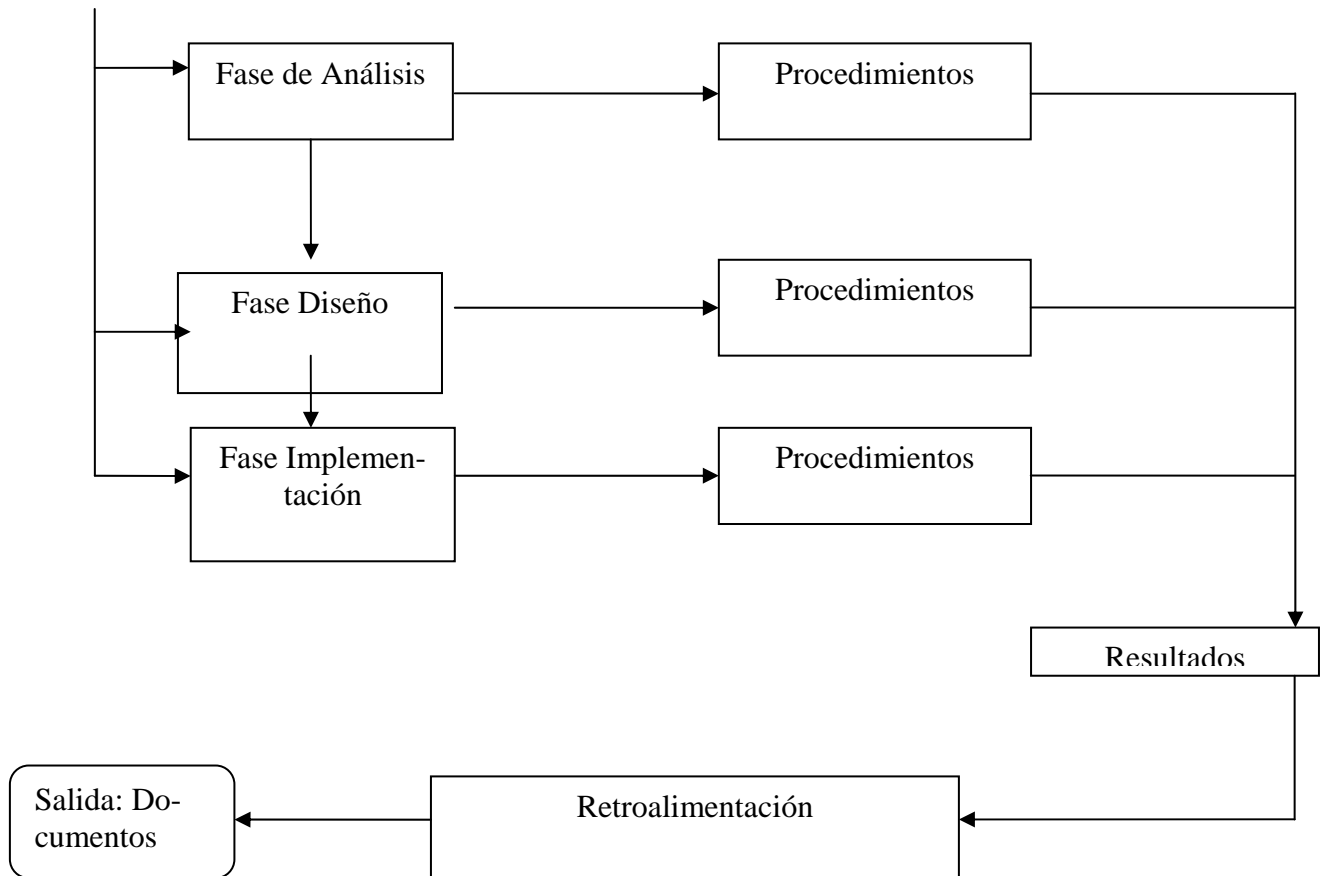 Fase de Análisis
Procedimientos
Fase Diseño
Procedimientos
Fase Implemen-
tación
Procedimientos
Resultados
Salida: Do-
cumentos
Retroalimentación